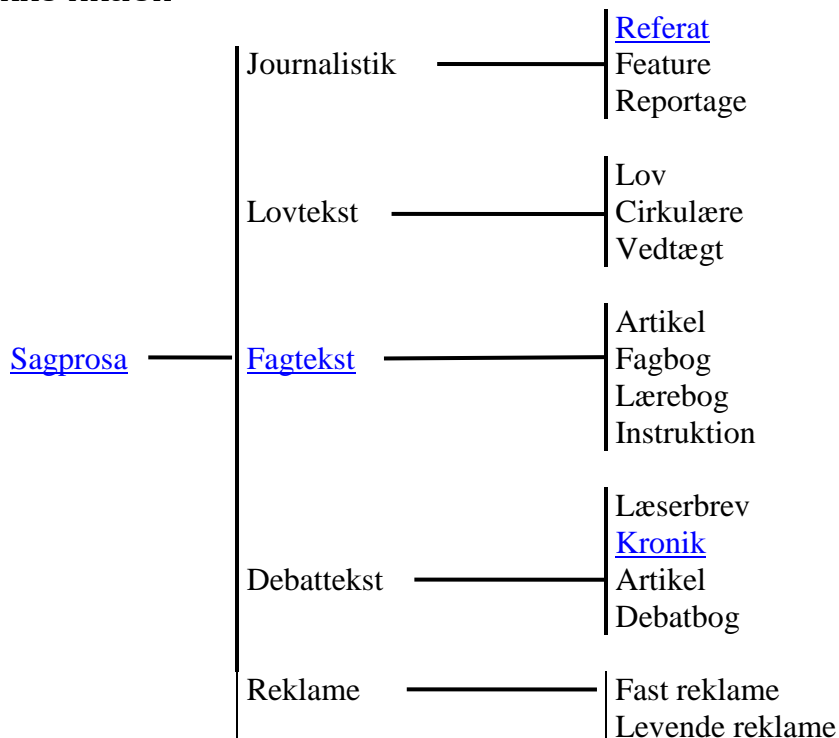 Journalistik
Referat
Feature
Reportage
Lovtekst
Lov
Cirkulære
Vedtægt
Sagprosa
Fagtekst
Artikel
Fagbog
Lærebog
Instruktion
Debattekst
Læserbrev
Kronik
Artikel
Debatbog
Reklame
Fast reklame
Levende reklame